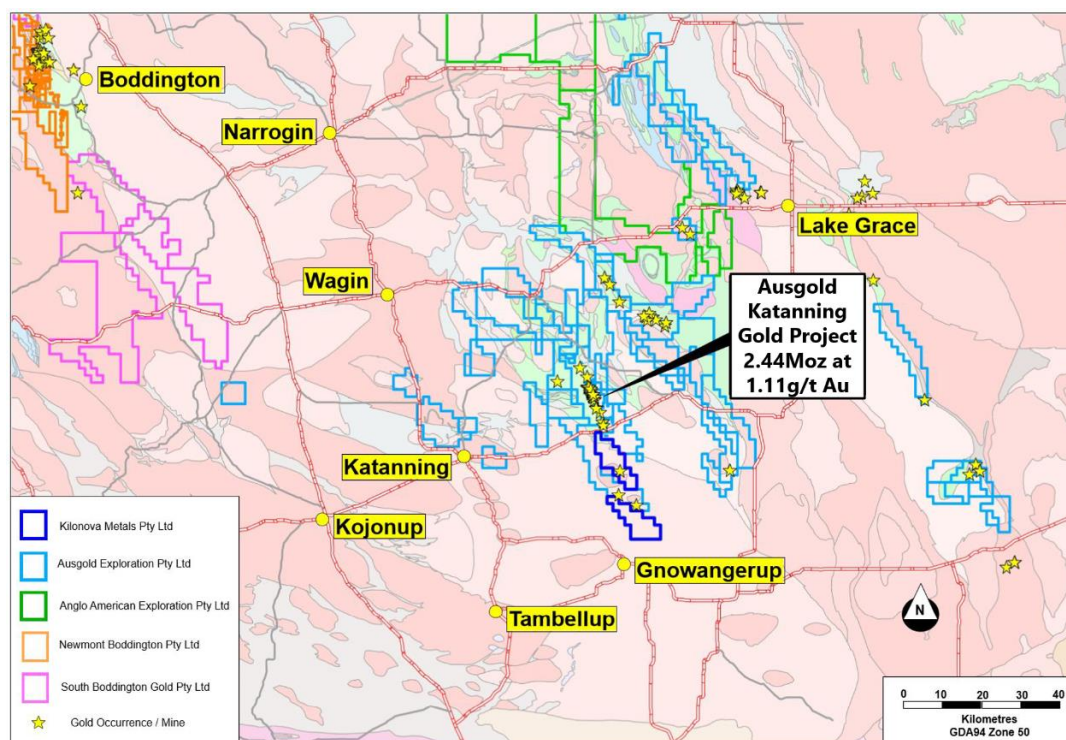 Boddington
Narrogin
Lake Grace
Wagin
Ausgold
Katanning
Gold Project
2.44Moz at
1.11g/t Au
Katanning
Kojonup
Gnowangerup
Tambellup
Kilonova Metals Pty Ltd
Ausgold Exploration Pty Ltd
Anglo American Exploration Pty Ltd
Newmont Boddington Pty Ltd
South Boddington Gold Pty Ltd
Gold Occurrence / Mine
N
0 10 20 30 40
Kilometres
GDA94 Zone 50